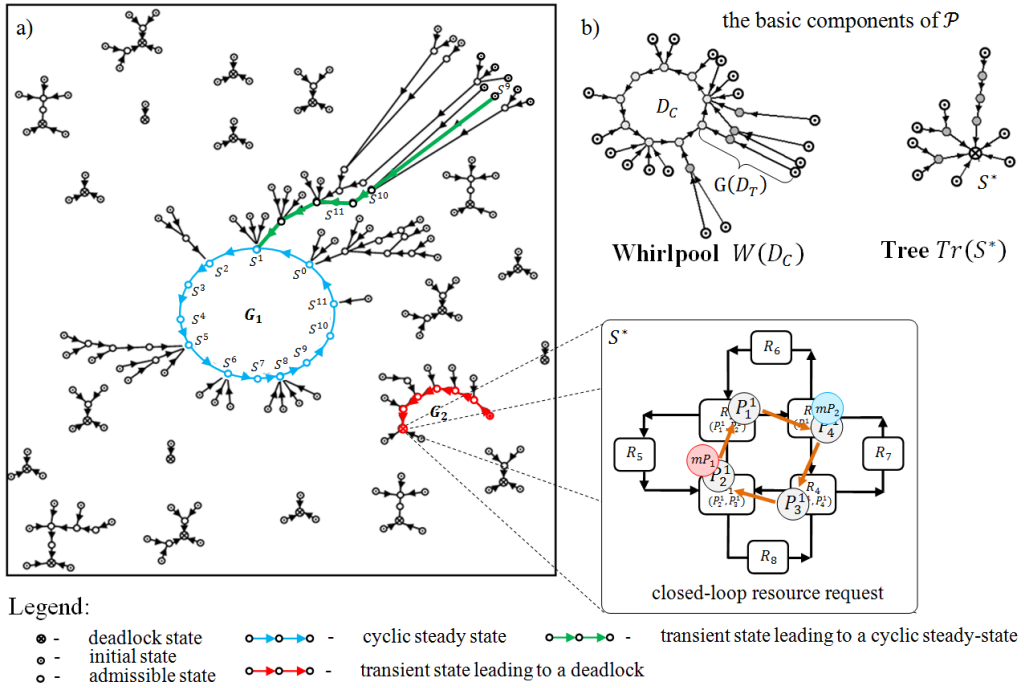 a)
S⁹
S¹⁰
S¹¹
S¹
S²
S⁰
S³
S¹¹
S⁴
G₁
S¹⁰
S⁵
S⁹
S⁶
S⁷
S⁸
G₂
b)
the basic components of 𝒫
D_C
G(D_T)
S*
Whirlpool W(D_C)
Tree Tr(S*)
S*
R₆
P₁¹
mP₂
P₄¹
R₅
R₇
mP₁
P₂¹
R₄
(P₂¹, P₃¹)
P₃¹
R₈
closed-loop resource request
Legend:
- deadlock state
- cyclic steady state
- transient state leading to a cyclic steady-state
- initial state
- admissible state
- transient state leading to a deadlock